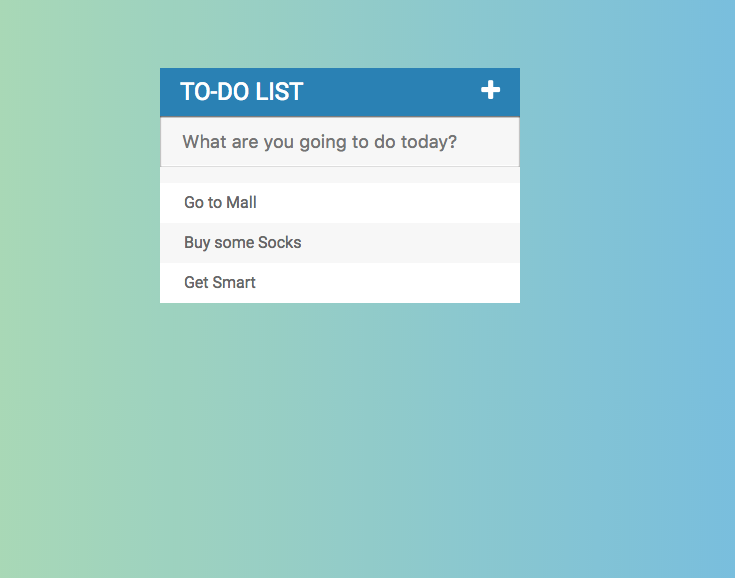 TO-DO LIST
What are you going to do today?
Go to Mall
Buy some Socks
Get Smart